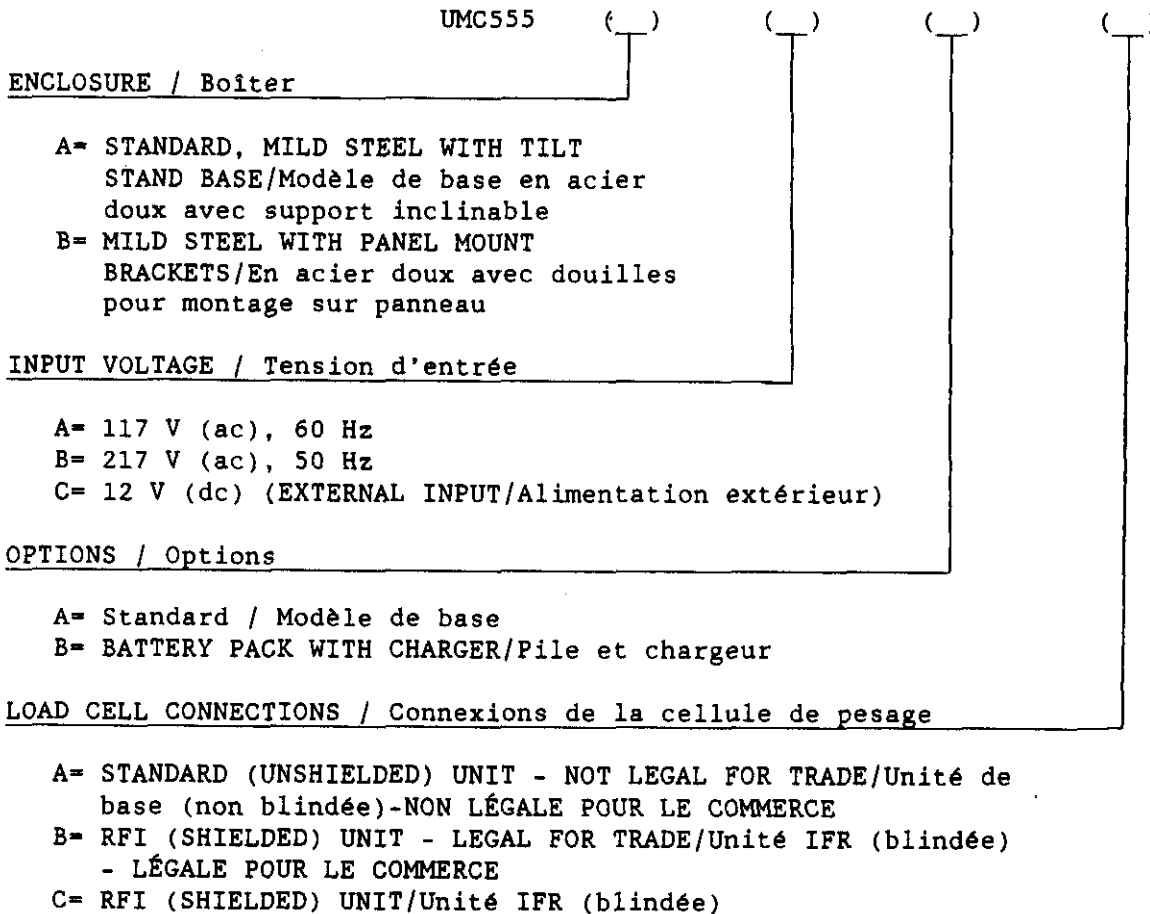 UMC555 (__) (__) (__) (__)
ENCLOSURE / Boîter
A= STANDARD, MILD STEEL WITH TILT
STAND BASE/Modèle de base en acier
doux avec support inclinable
B= MILD STEEL WITH PANEL MOUNT
BRACKETS/En acier doux avec douilles
pour montage sur panneau
INPUT VOLTAGE / Tension d'entrée
A= 117 V (ac), 60 Hz
B= 217 V (ac), 50 Hz
C= 12 V (dc) (EXTERNAL INPUT/Alimentation extérieur)
OPTIONS / Options
A= Standard / Modèle de base
B= BATTERY PACK WITH CHARGER/Pile et chargeur
LOAD CELL CONNECTIONS / Connexions de la cellule de pesage
A= STANDARD (UNSHIELDED) UNIT - NOT LEGAL FOR TRADE/Unité de
base (non blindée)-NON LÉGALE POUR LE COMMERCE
B= RFI (SHIELDED) UNIT - LEGAL FOR TRADE/Unité IFR (blindée)
- LÉGALE POUR LE COMMERCE
C= RFI (SHIELDED) UNIT/Unité IFR (blindée)